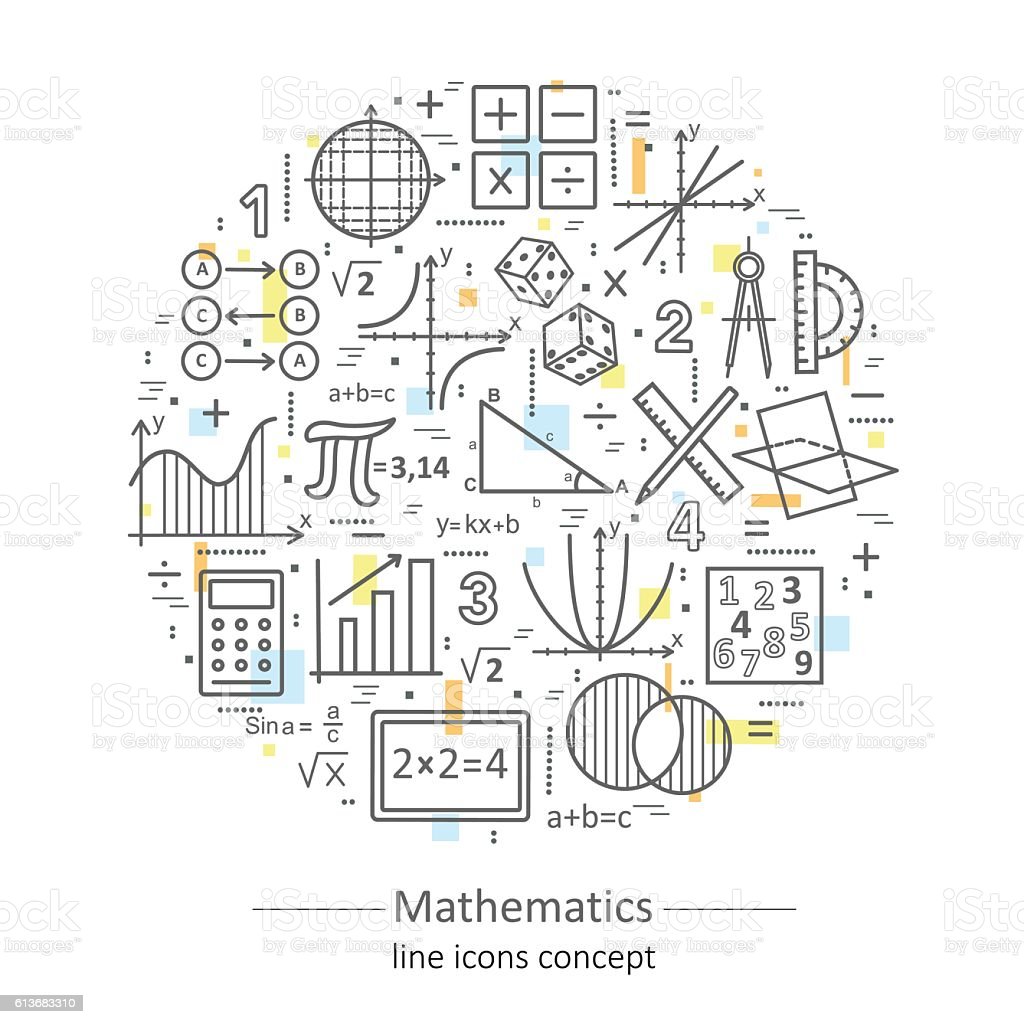 1
+
+ −
× ÷
=
y
x
A → B
C ← B
C → A
√2
y
x
x
2
a+b=c
+
y
x
π=3,14
B
a
c
C
b
a
A
÷
−
y=kx+b
4
=
+
÷
3
√2
y
x
1 2 3
4 8 5
6 7 9
Sin a = a/c
√x
2×2=4
=
a+b=c
Mathematics
line icons concept
iStock
by Getty Images™
613683310